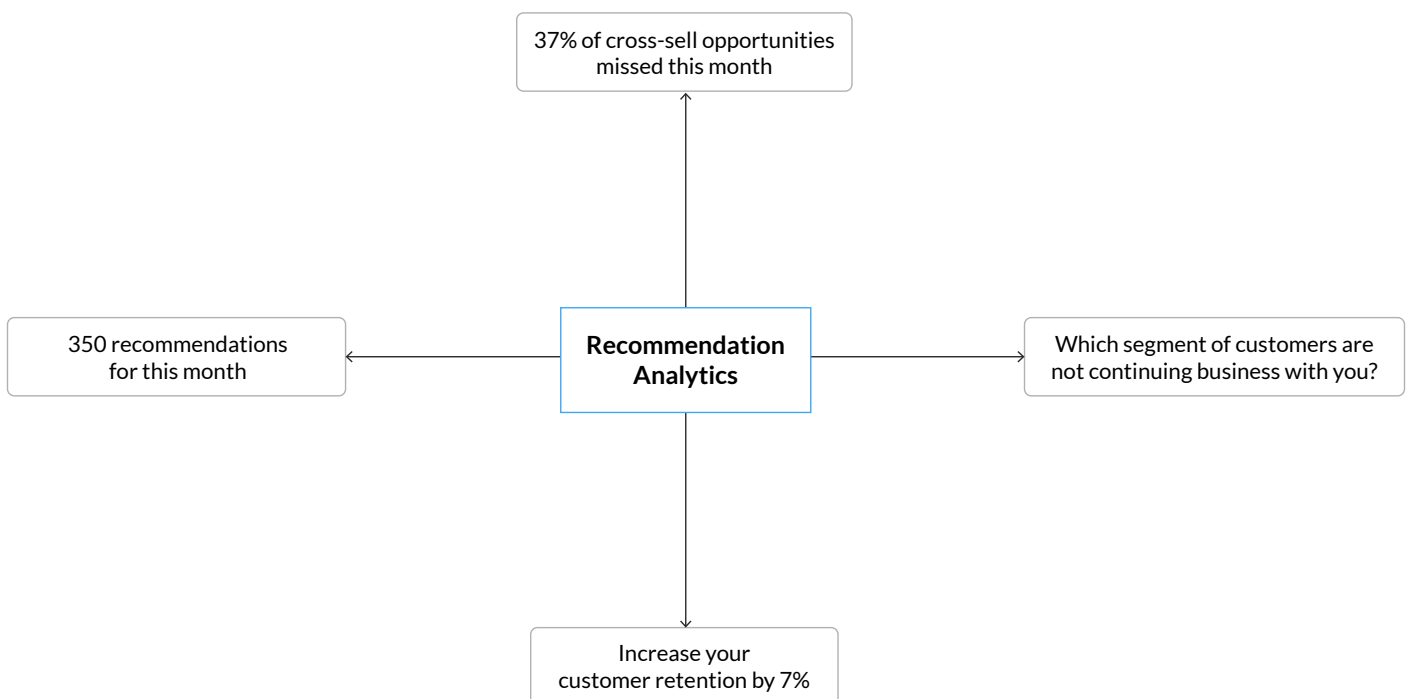 37% of cross-sell opportunities
missed this month
350 recommendations
for this month
Recommendation
Analytics
Which segment of customers are
not continuing business with you?
Increase your
customer retention by 7%